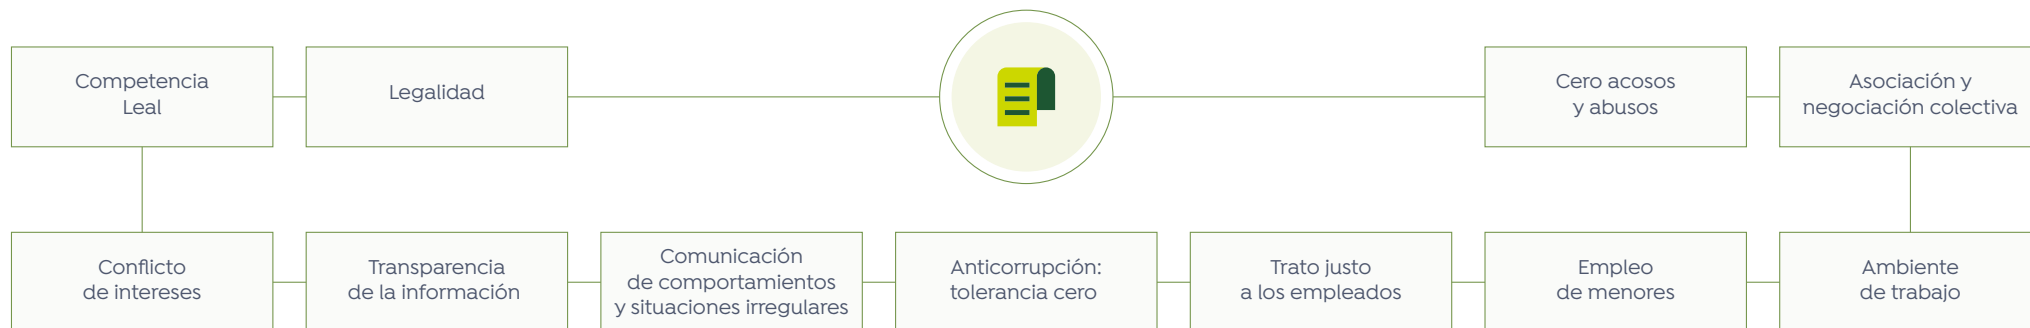 Competencia
Leal
Legalidad
Cero acosos
y abusos
Asociación y
negociación colectiva
Conflicto
de intereses
Transparencia
de la información
Comunicación
de comportamientos
y situaciones irregulares
Anticorrupción:
tolerancia cero
Trato justo
a los empleados
Empleo
de menores
Ambiente
de trabajo